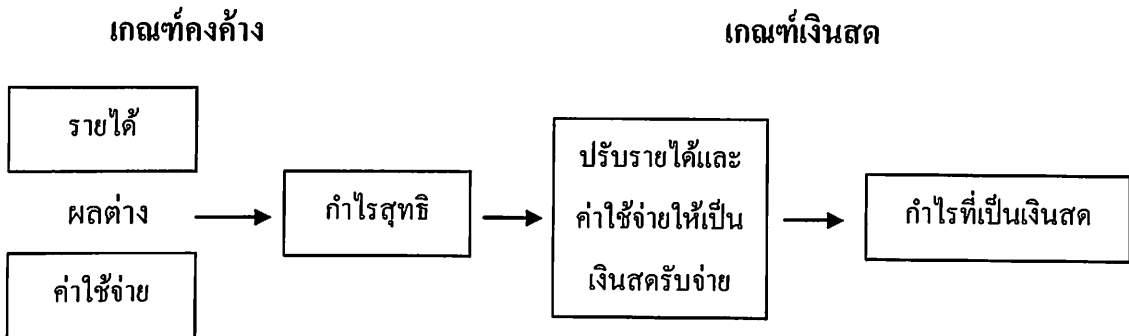 เกณฑ์คงค้าง
เกณฑ์เงินสด
รายได้
ผลต่าง
ค่าใช้จ่าย
กำไรสุทธิ
ปรับรายได้และ
ค่าใช้จ่ายให้เป็น
เงินสดรับจ่าย
กำไรที่เป็นเงินสด